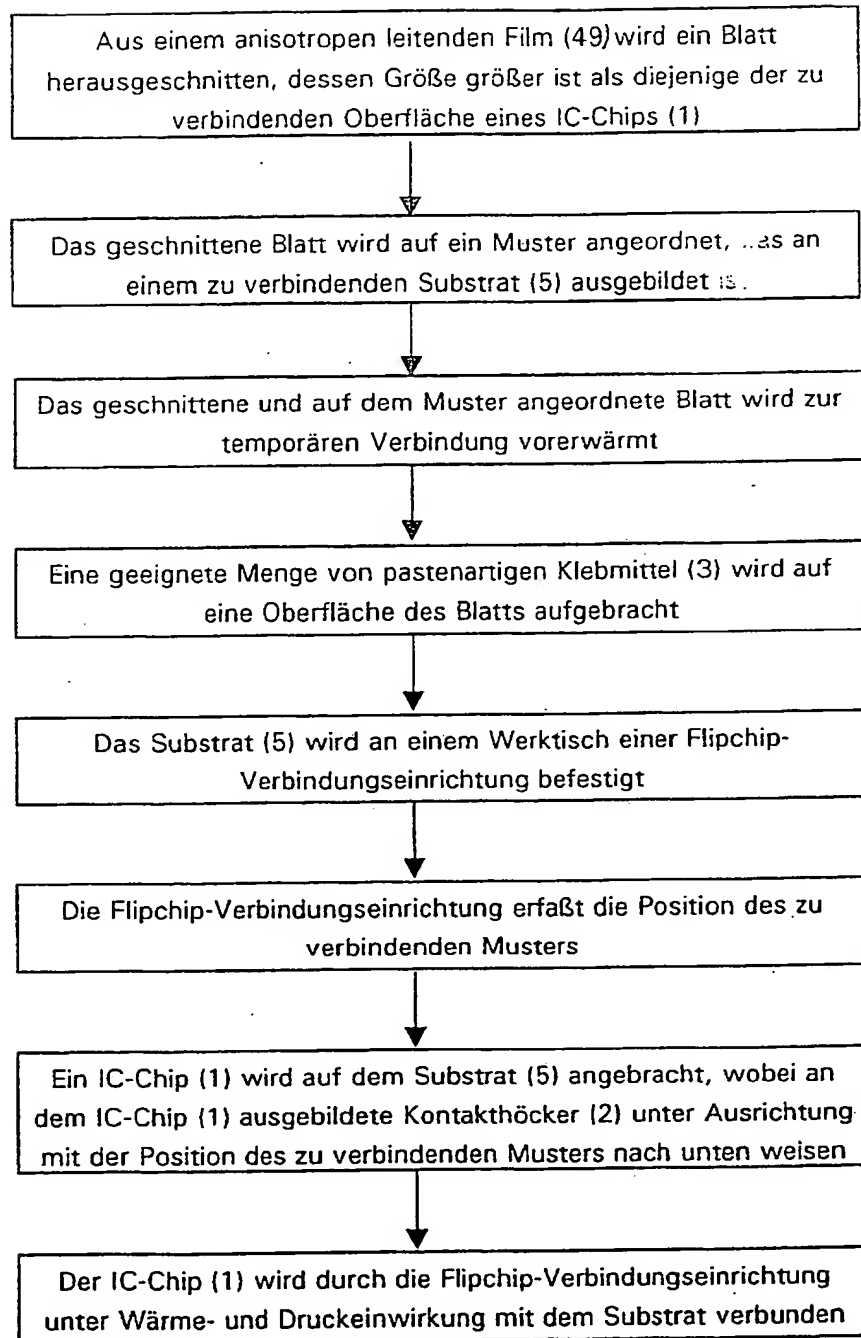 Aus einem anisotropen leitenden Film (49) wird ein Blatt
herausgeschnitten, dessen Größe größer ist als diejenige der zu
verbindenden Oberfläche eines IC-Chips (1)
Das geschnittene Blatt wird auf ein Muster angeordnet, an
einem zu verbindenden Substrat (5) ausgebildet
Das geschnittene und auf dem Muster angeordnete Blatt wird zur
temporären Verbindung vorerwärmt
Eine geeignete Menge von pastenartigen Klebmittel (3) wird auf
eine Oberfläche des Blatts aufgebracht
Das Substrat (5) wird an einem Werktisch einer Flipchip-
Verbindungseinrichtung befestigt
Die Flipchip-Verbindungseinrichtung erfaßt die Position des zu
verbindenden Musters
Ein IC-Chip (1) wird auf dem Substrat (5) angebracht, wobei an
dem IC-Chip (1) ausgebildete Kontakthöcker (2) unter Ausrichtung
mit der Position des zu verbindenden Musters nach unten weisen
Der IC-Chip (1) wird durch die Flipchip-Verbindungseinrichtung
unter Wärme- und Druckeinwirkung mit dem Substrat verbunden